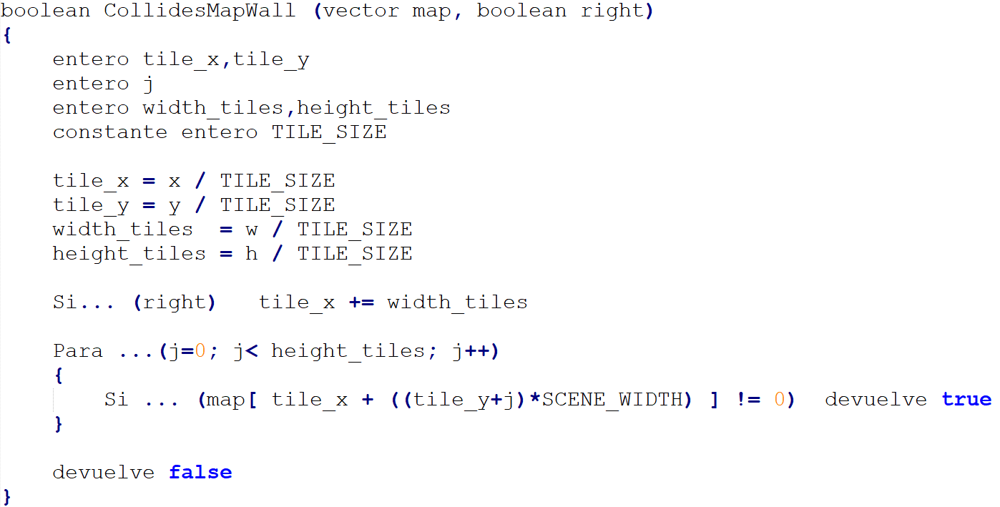 boolean CollidesMapWall (vector map, boolean right)
{
    entero tile_x,tile_y
    entero j
    entero width_tiles,height_tiles
    constante entero TILE_SIZE

    tile_x = x / TILE_SIZE
    tile_y = y / TILE_SIZE
    width_tiles  = w / TILE_SIZE
    height_tiles = h / TILE_SIZE

    Si... (right)   tile_x += width_tiles

    Para ...(j=0; j< height_tiles; j++)
    {
        Si ... (map[ tile_x + ((tile_y+j)*SCENE_WIDTH) ] != 0)  devuelve true
    }

    devuelve false
}